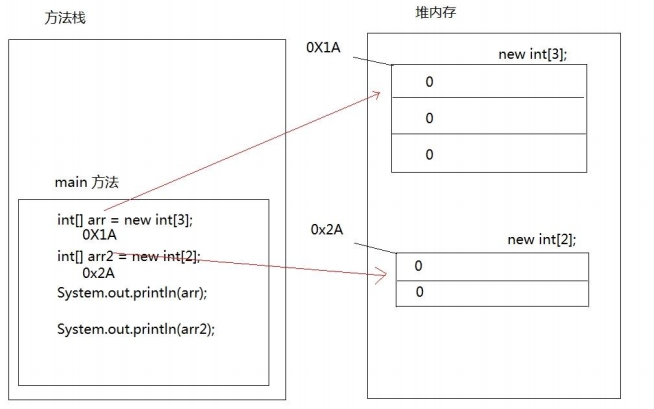 方法栈
堆内存
0X1A
new int[3];
0
0
0
main 方法
int[] arr = new int[3];
0X1A
int[] arr2 = new int[2];
0x2A
System.out.println(arr);
System.out.println(arr2);
0x2A
new int[2];
0
0